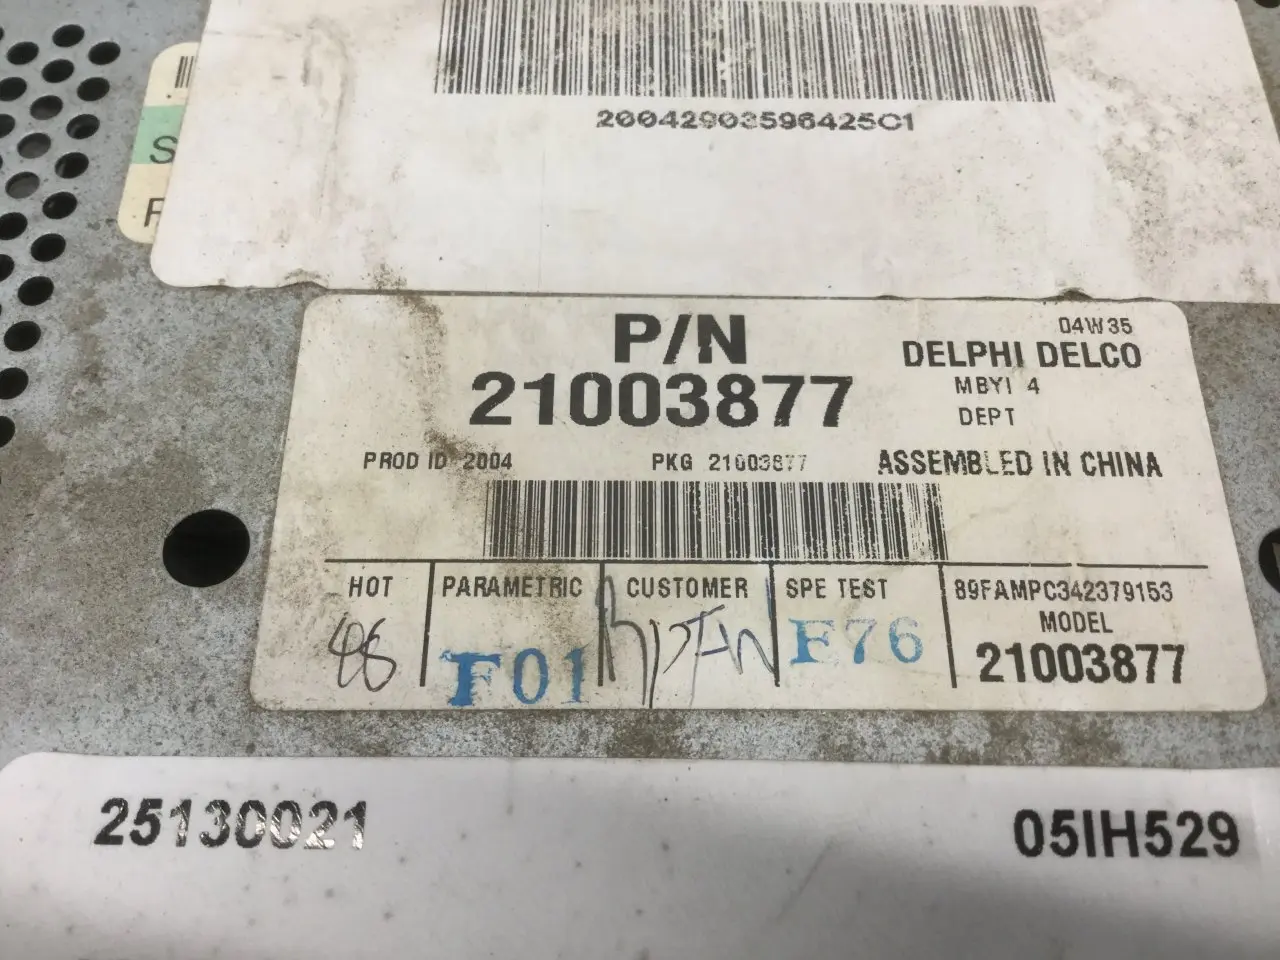 20042903596425C1
S
F
P/N
21003877
04W35
DELPHI DELCO
MBYI 4
DEPT
PROD ID 2004
PKG 21003877
ASSEMBLED IN CHINA
HOT
PARAMETRIC
CUSTOMER
SPE TEST
89FAMPC342379153
MODEL
21003877
F01
F76
25130021
05IH529